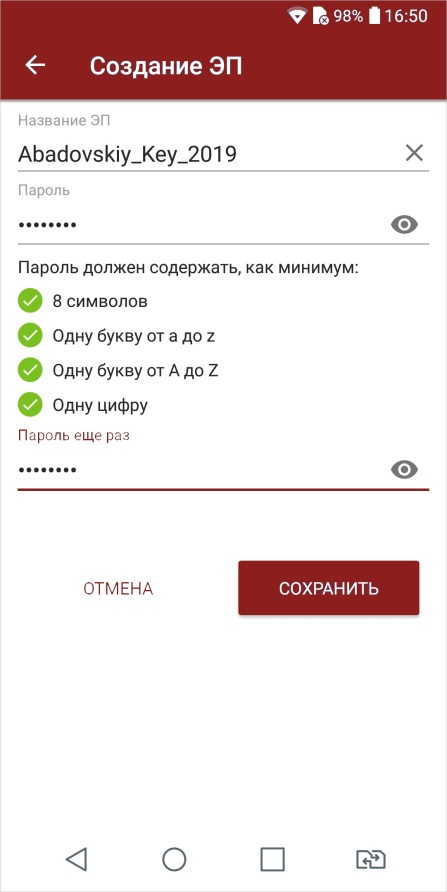 98% 16:50
Создание ЭП
Название ЭП
Abadovskiy_Key_2019
Пароль
••••••••
Пароль должен содержать, как минимум:
8 символов
Одну букву от a до z
Одну букву от A до Z
Одну цифру
Пароль еще раз
••••••••
ОТМЕНА СОХРАНИТЬ